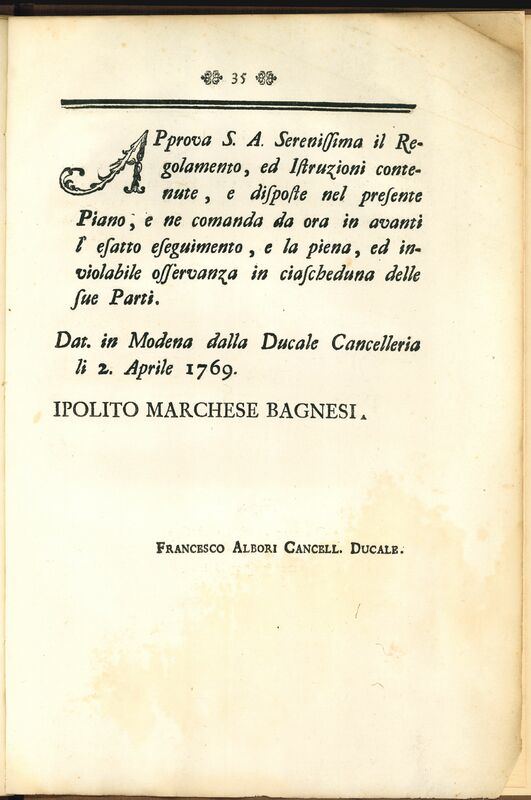 35
APprova S. A. Sereniſſima il Re-
golamento, ed Iſtruzioni conte-
nute, e diſpoſte nel preſente
Piano, e ne comanda da ora in avanti
l' eſatto eſeguimento, e la piena, ed in-
violabile oſſervanza in ciaſcheduna delle
ſue Parti.
Dat. in Modena dalla Ducale Cancelleria
li 2. Aprile 1769.
IPOLITO MARCHESE BAGNESI.
FRANCESCO ALBORI CANCELL. DUCALE.